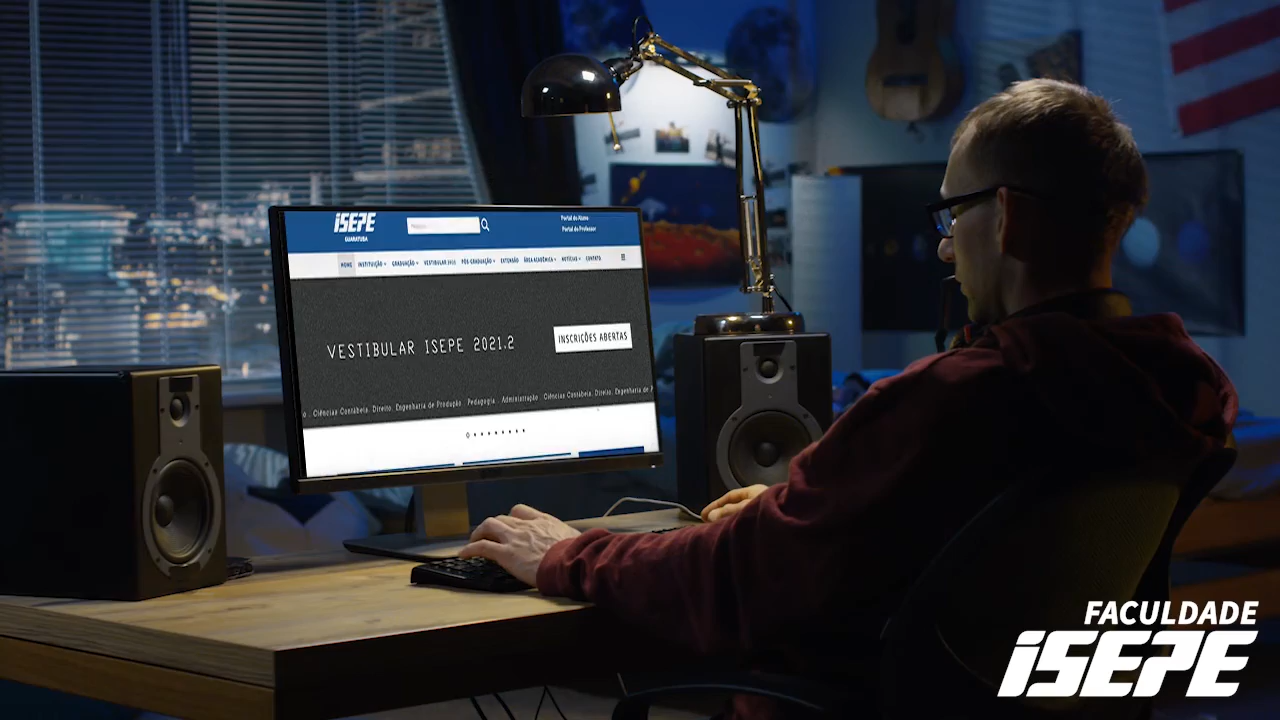 iSEPE
GUARATUBA
Portal do Aluno
Portal do Professor
HOME INSTITUIÇÃO GRADUAÇÃO VESTIBULAR 2021 PÓS-GRADUAÇÃO EXTENSÃO ÁREA ACADÊMICA NOTÍCIAS CONTATO
VESTIBULAR ISEPE 2021.2
INSCRIÇÕES ABERTAS
o . Ciências Contábeis. Direito. Engenharia de Produção . Pedagogia . Administração . Ciências Contábeis. Direito. Engenharia de P
FACULDADE
iSEPE